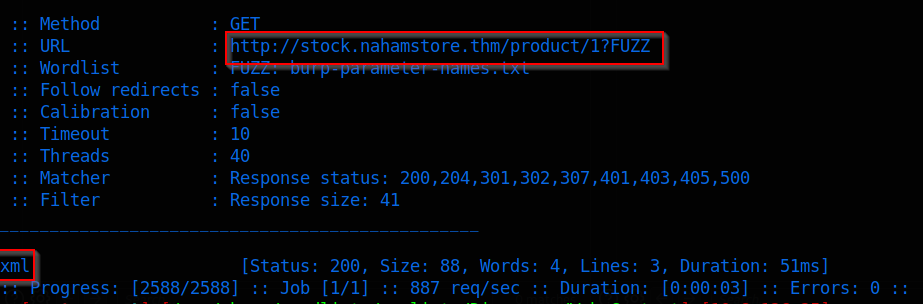 :: Method : GET
:: URL : http://stock.nahamstore.thm/product/1?FUZZ
:: Wordlist : FUZZ: burp-parameter-names.txt
:: Follow redirects : false
:: Calibration : false
:: Timeout : 10
:: Threads : 40
:: Matcher : Response status: 200,204,301,302,307,401,403,405,500
:: Filter : Response size: 41
________________________________________________
xml [Status: 200, Size: 88, Words: 4, Lines: 3, Duration: 51ms]
:: Progress: [2588/2588] :: Job [1/1] :: 887 req/sec :: Duration: [0:00:03] :: Errors: 0 ::